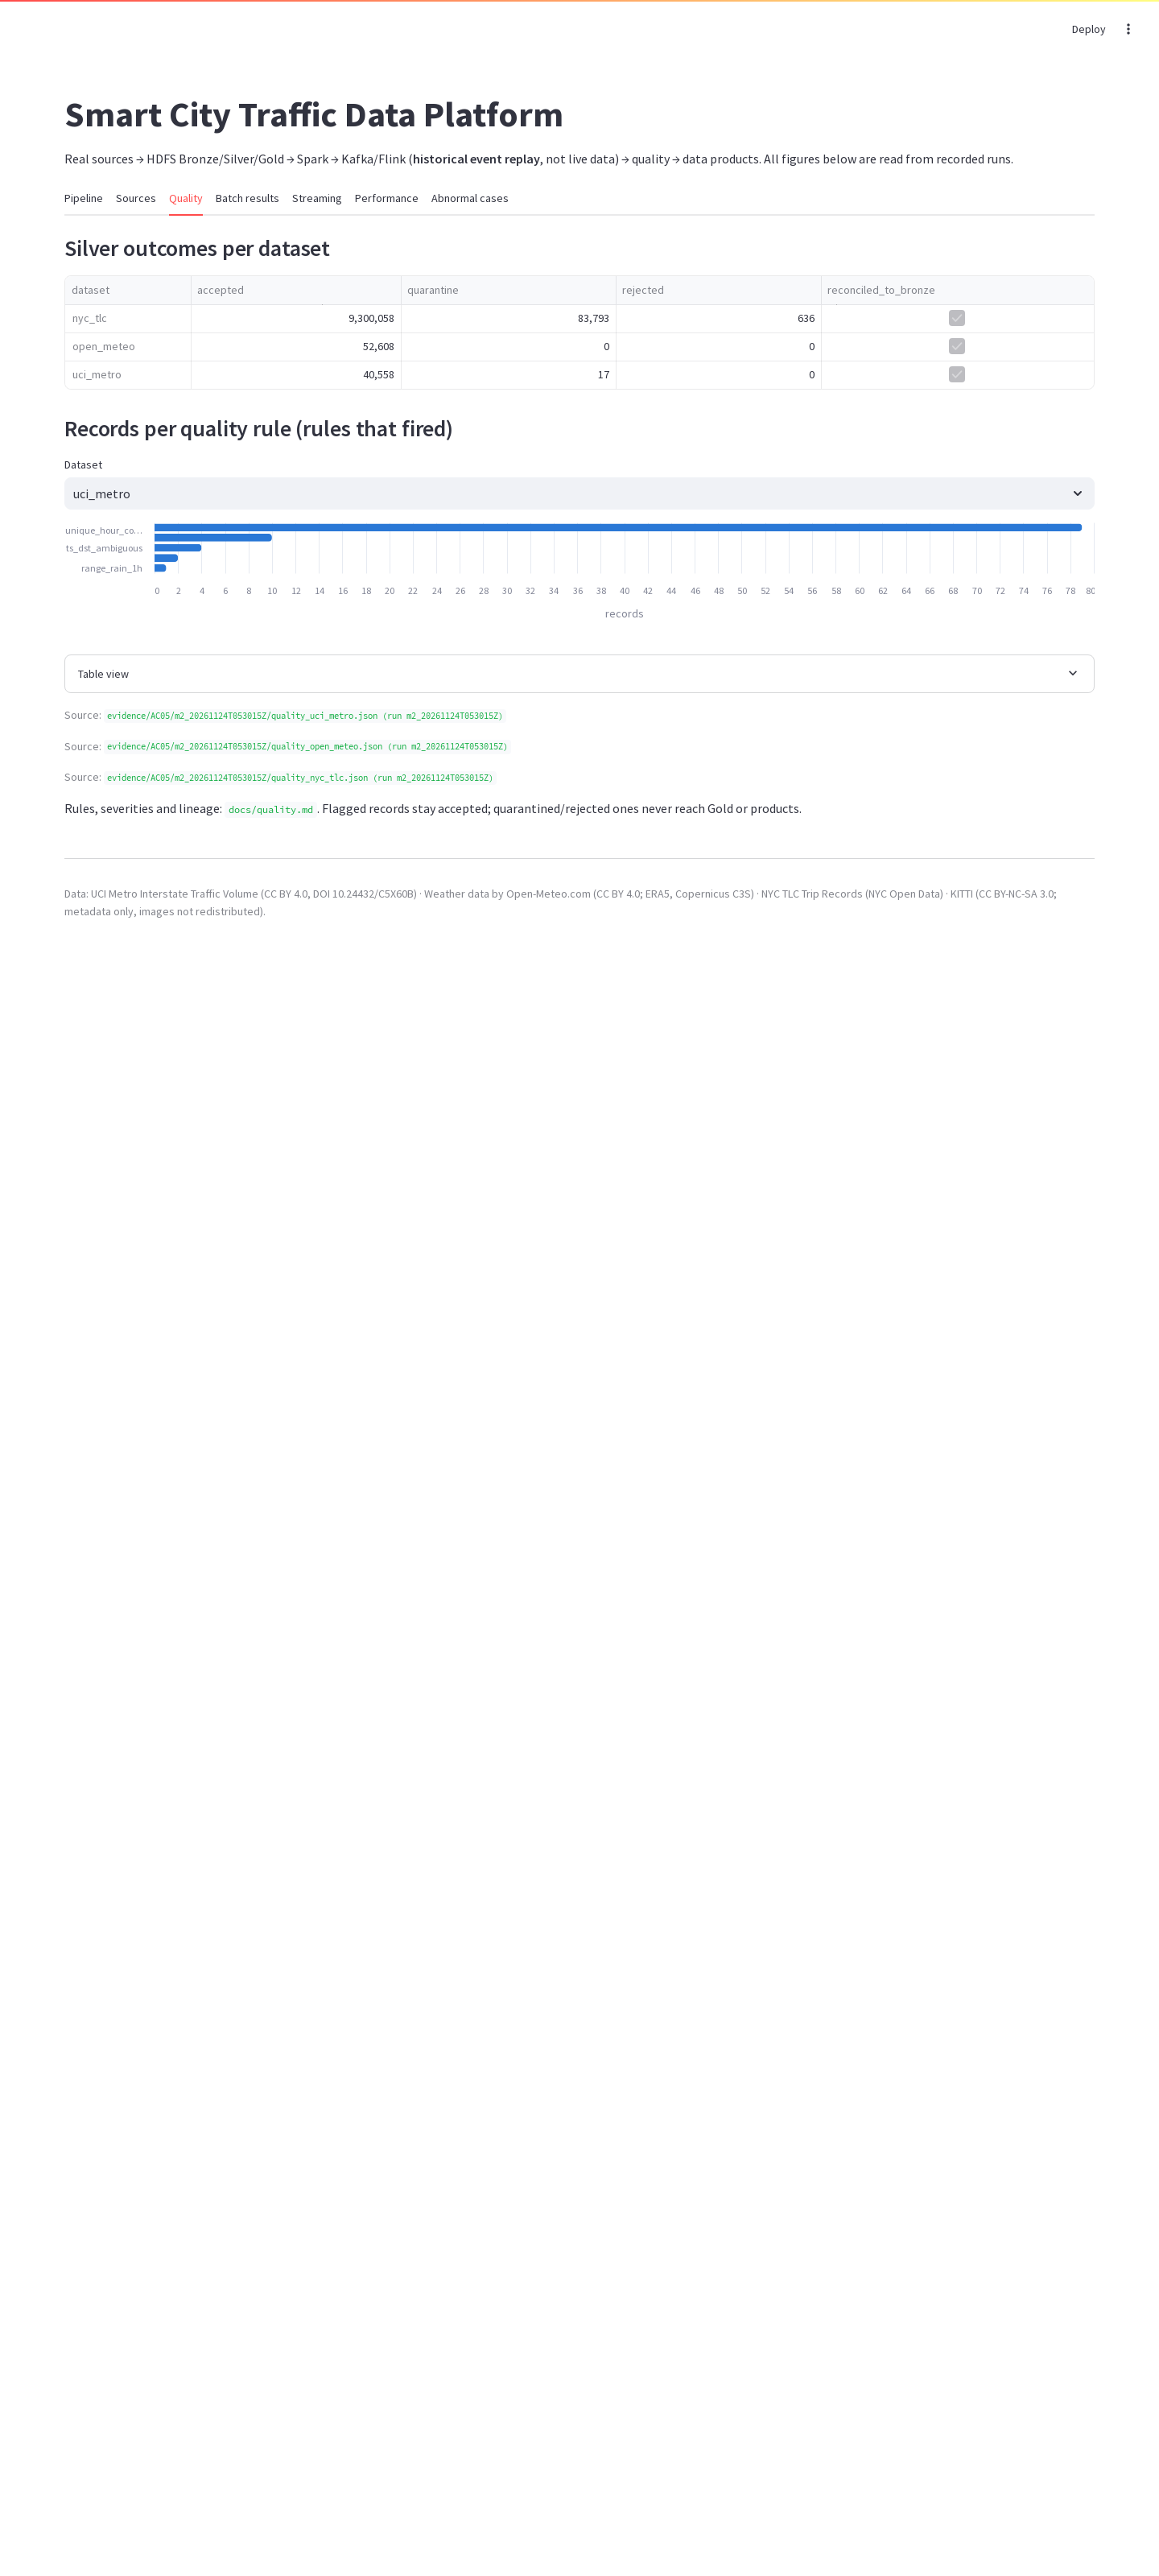 Deploy
Smart City Traffic Data Platform
Real sources → HDFS Bronze/Silver/Gold → Spark → Kafka/Flink (historical event replay, not live data) → quality → data products. All figures below are read from recorded runs.
Pipeline Sources Quality Batch results Streaming Performance Abnormal cases
Silver outcomes per dataset
dataset accepted quarantine rejected reconciled_to_bronze
nyc_tlc 9,300,058 83,793 636
open_meteo 52,608 0 0
uci_metro 40,558 17 0
Records per quality rule (rules that fired)
Dataset
uci_metro
unique_hour_co…
ts_dst_ambiguous
range_rain_1h
0 2 4 6 8 10 12 14 16 18 20 22 24 26 28 30 32 34 36 38 40 42 44 46 48 50 52 54 56 58 60 62 64 66 68 70 72 74 76 78 80
records
Table view
Source: evidence/AC05/m2_20261124T053015Z/quality_uci_metro.json (run m2_20261124T053015Z)
Source: evidence/AC05/m2_20261124T053015Z/quality_open_meteo.json (run m2_20261124T053015Z)
Source: evidence/AC05/m2_20261124T053015Z/quality_nyc_tlc.json (run m2_20261124T053015Z)
Rules, severities and lineage: docs/quality.md. Flagged records stay accepted; quarantined/rejected ones never reach Gold or products.
Data: UCI Metro Interstate Traffic Volume (CC BY 4.0, DOI 10.24432/C5X60B) · Weather data by Open-Meteo.com (CC BY 4.0; ERA5, Copernicus C3S) · NYC TLC Trip Records (NYC Open Data) · KITTI (CC BY-NC-SA 3.0;
metadata only, images not redistributed).